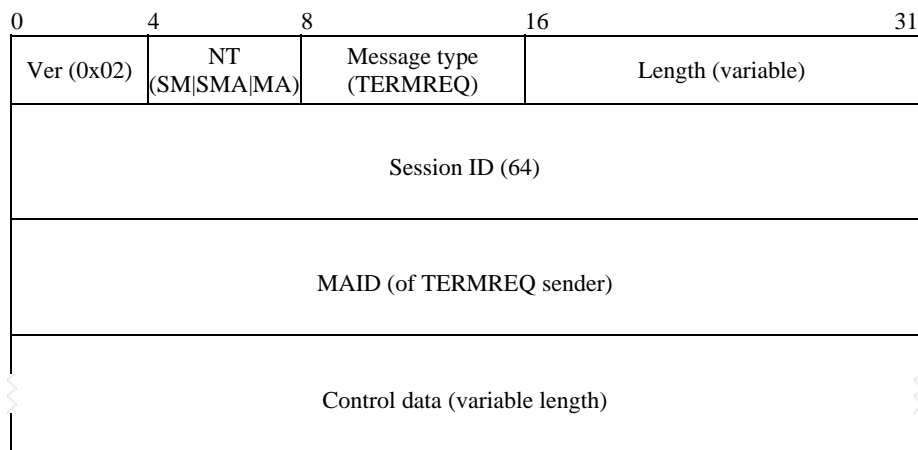 0 4 8 16 31
Ver (0x02) NT (SM|SMA|MA) Message type (TERMREQ) Length (variable)
Session ID (64)
MAID (of TERMREQ sender)
Control data (variable length)